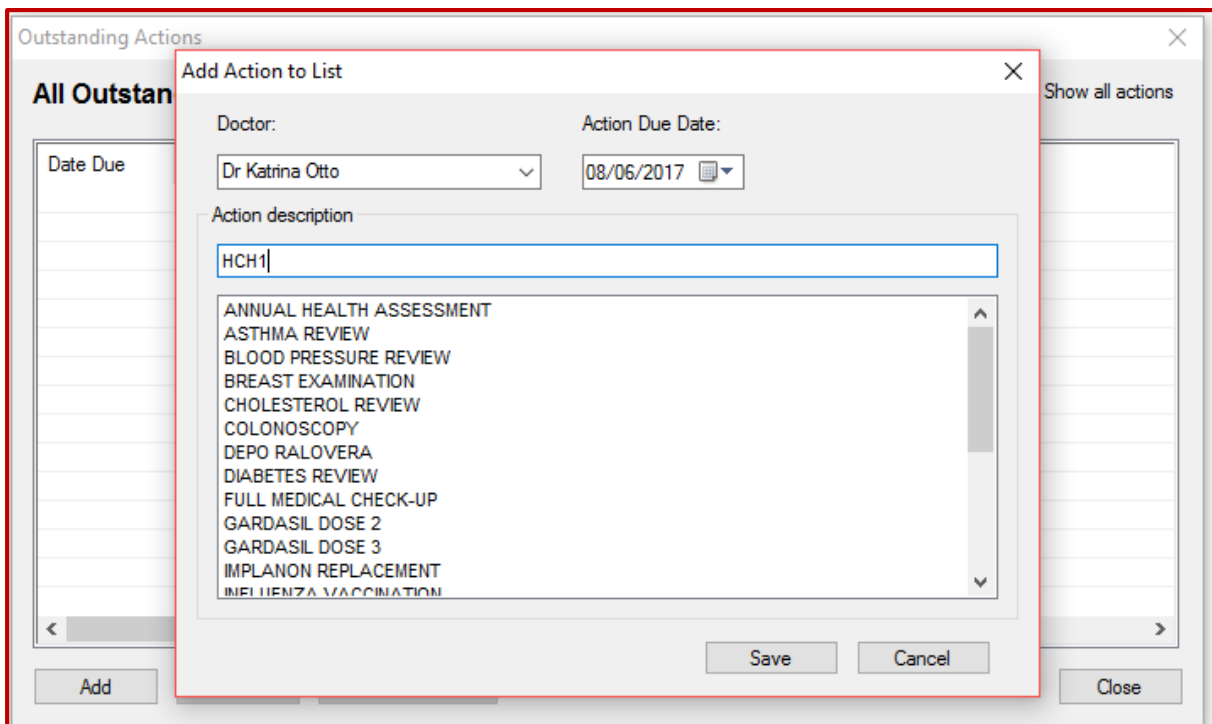 Outstanding Actions
Add Action to List
All Outstan
Show all actions
Doctor:
Action Due Date:
Date Due
Dr Katrina Otto
08/06/2017
Action description
HCH1
ANNUAL HEALTH ASSESSMENT
ASTHMA REVIEW
BLOOD PRESSURE REVIEW
BREAST EXAMINATION
CHOLESTEROL REVIEW
COLONOSCOPY
DEPO RALOVERA
DIABETES REVIEW
FULL MEDICAL CHECK-UP
GARDASIL DOSE 2
GARDASIL DOSE 3
IMPLANON REPLACEMENT
INFLUENZA VACCINATION
Save
Cancel
Add
Close